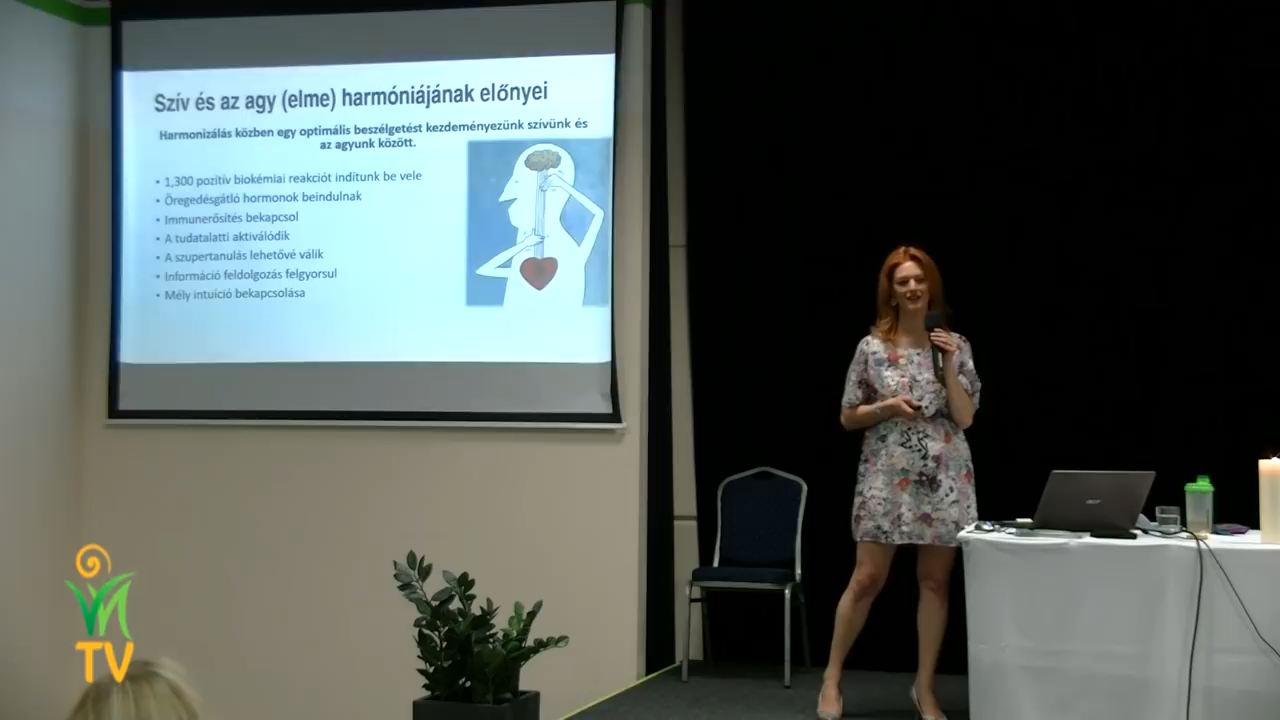 Szív és az agy (elme) harmóniájának előnyei
Harmonizálás közben egy optimális beszélgetést kezdeményezünk szívünk és
az agyunk között.
• 1,300 pozitív biokémiai reakciót indítunk be vele
• Öregedésgátló hormonok beindulnak
• Immunerősítés bekapcsol
• A tudatalatti aktiválódik
• A szupertanulás lehetővé válik
• Információ feldolgozás felgyorsul
• Mély intuíció bekapcsolása
acer
TV